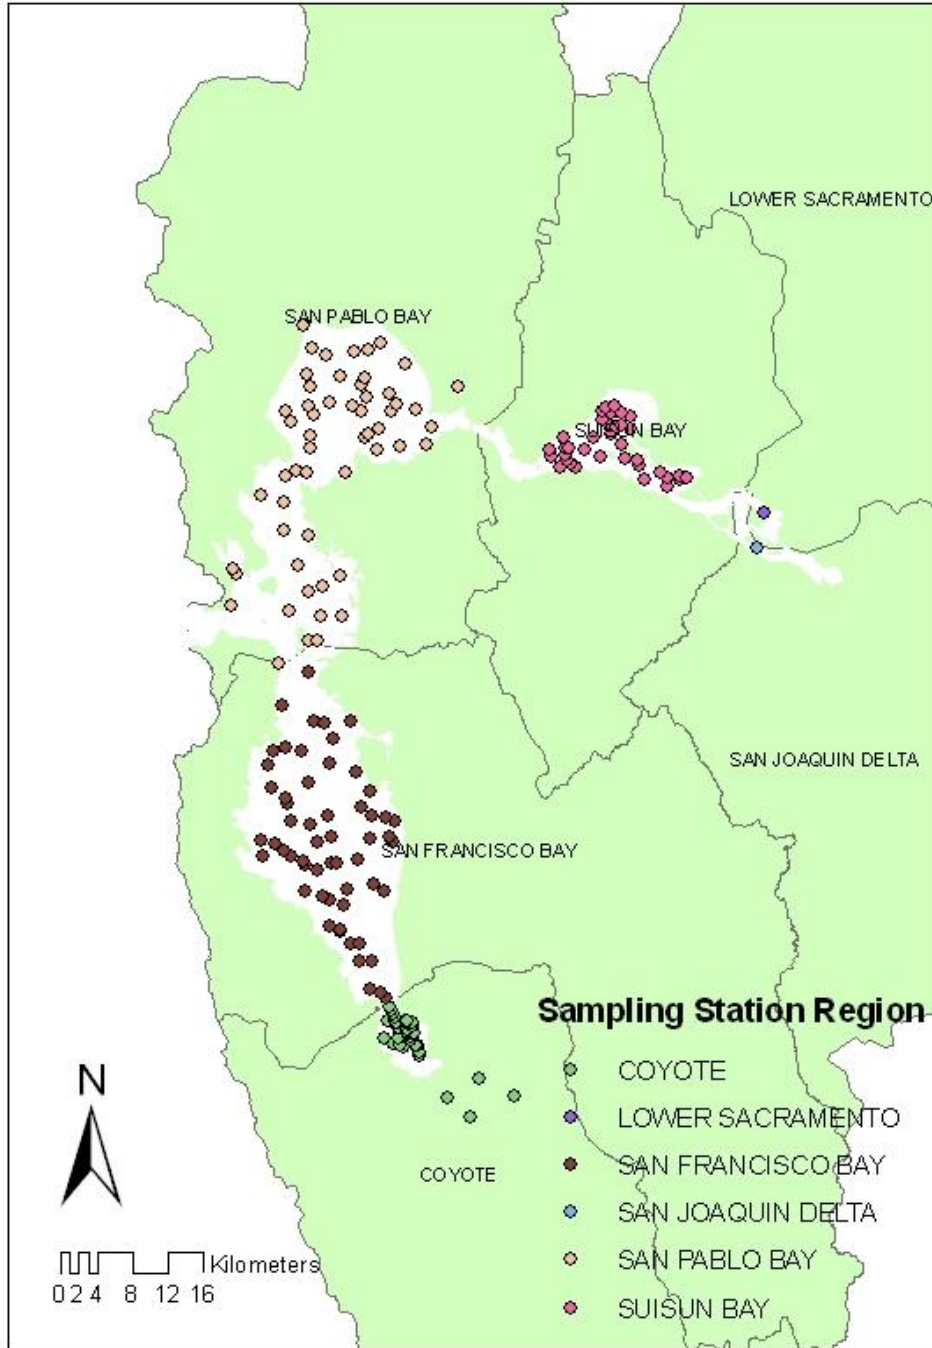 LOWER SACRAMENTO
SAN PABLO BAY
SUISUN BAY
SAN JOAQUIN DELTA
SAN FRANCISCO BAY
Sampling Station Region
COYOTE
LOWER SACRAMENTO
SAN FRANCISCO BAY
SAN JOAQUIN DELTA
SAN PABLO BAY
SUISUN BAY
COYOTE
N
Kilometers
0 2 4 8 12 16